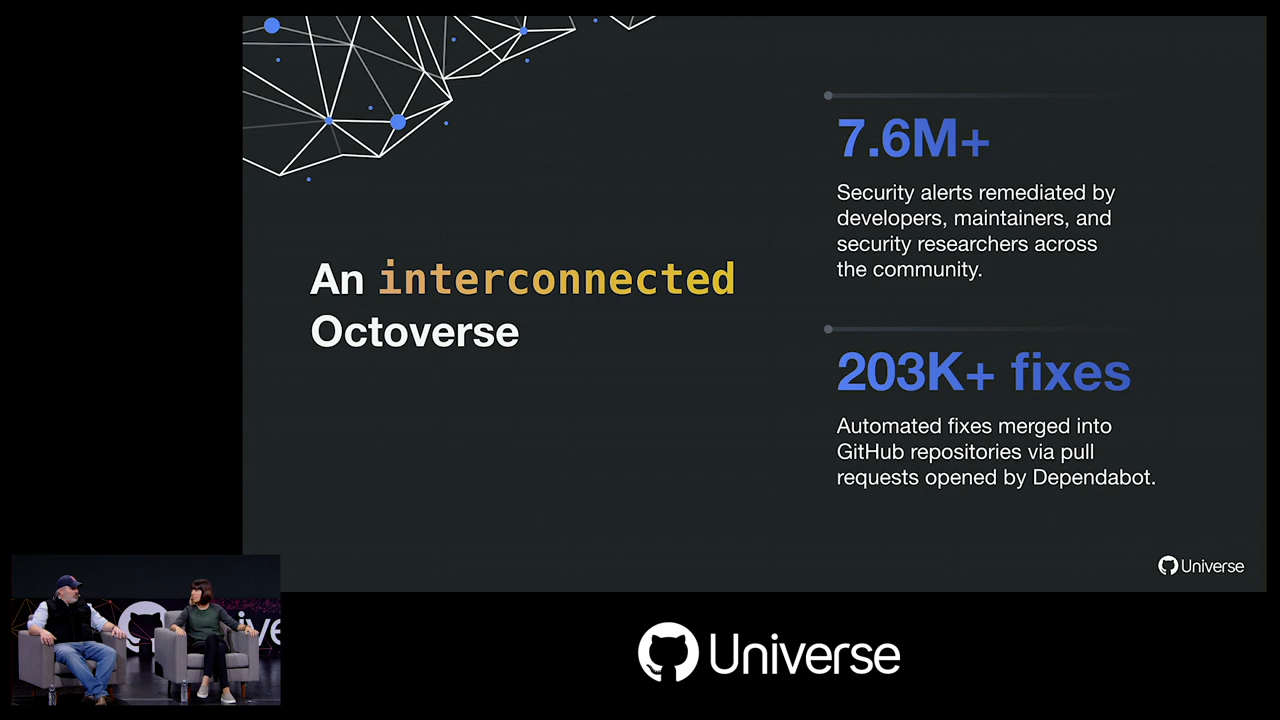 An interconnected
Octoverse
7.6M+
Security alerts remediated by
developers, maintainers, and
security researchers across
the community.
203K+ fixes
Automated fixes merged into
GitHub repositories via pull
requests opened by Dependabot.
Universe
Universe
ive